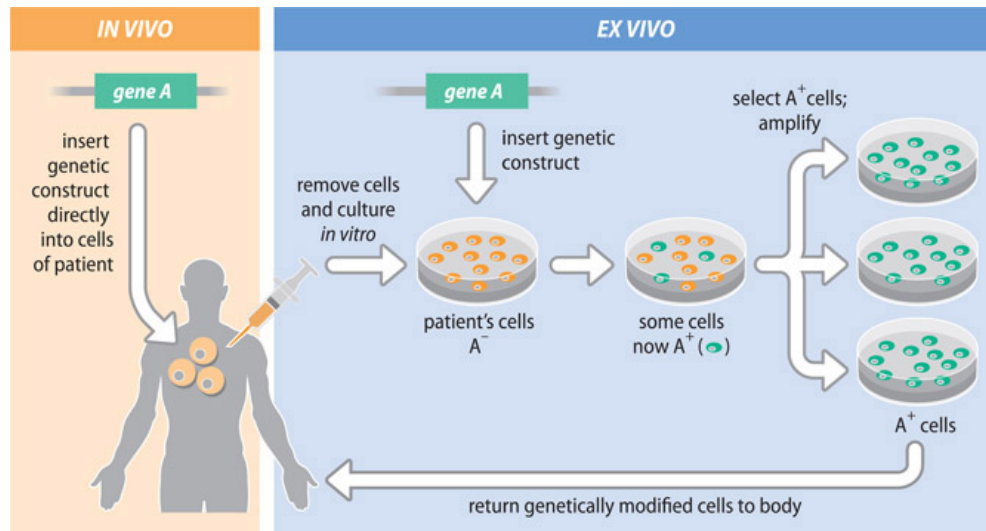 IN VIVO
gene A
insert
genetic
construct
directly
into cells
of patient
EX VIVO
gene A
insert genetic
construct
remove cells
and culture
in vitro
patient's cells
A⁻
some cells
now A⁺ ( )
select A⁺ cells;
amplify
A⁺ cells
return genetically modified cells to body